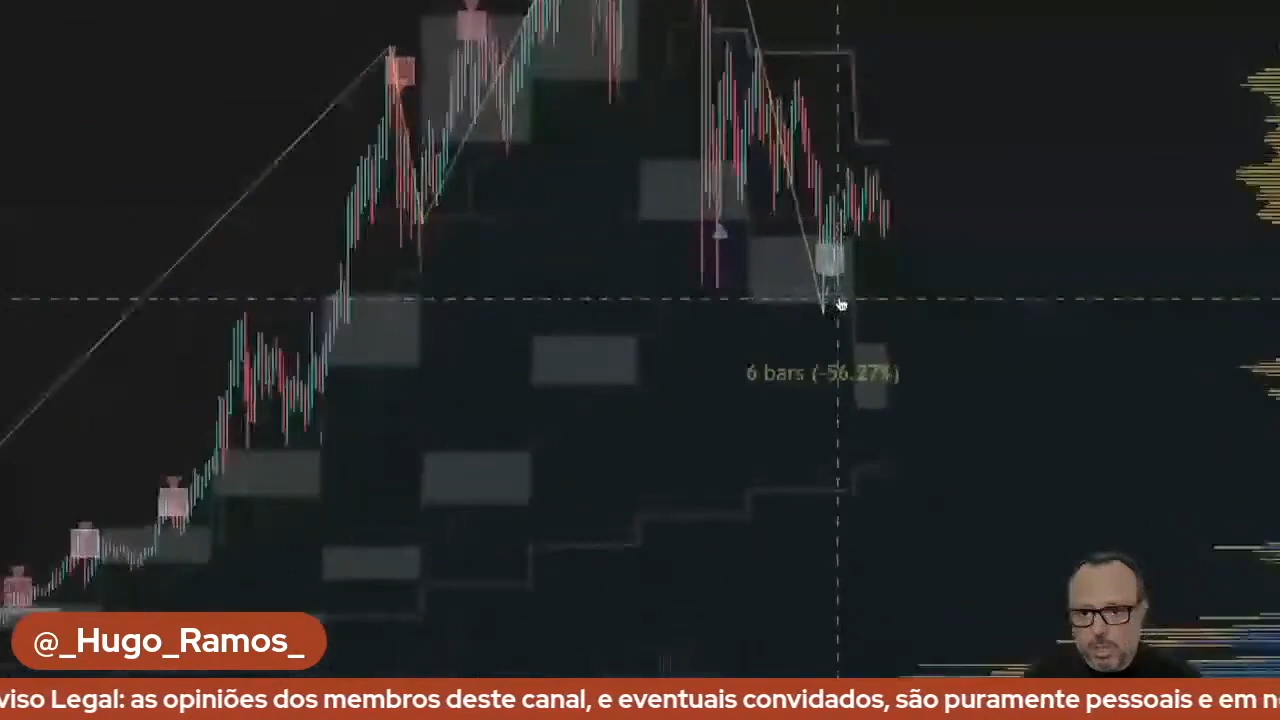 6 bars (-56.27%)
@_Hugo_Ramos_
viso Legal: as opiniões dos membros deste canal, e eventuais convidados, são puramente pessoais e em n